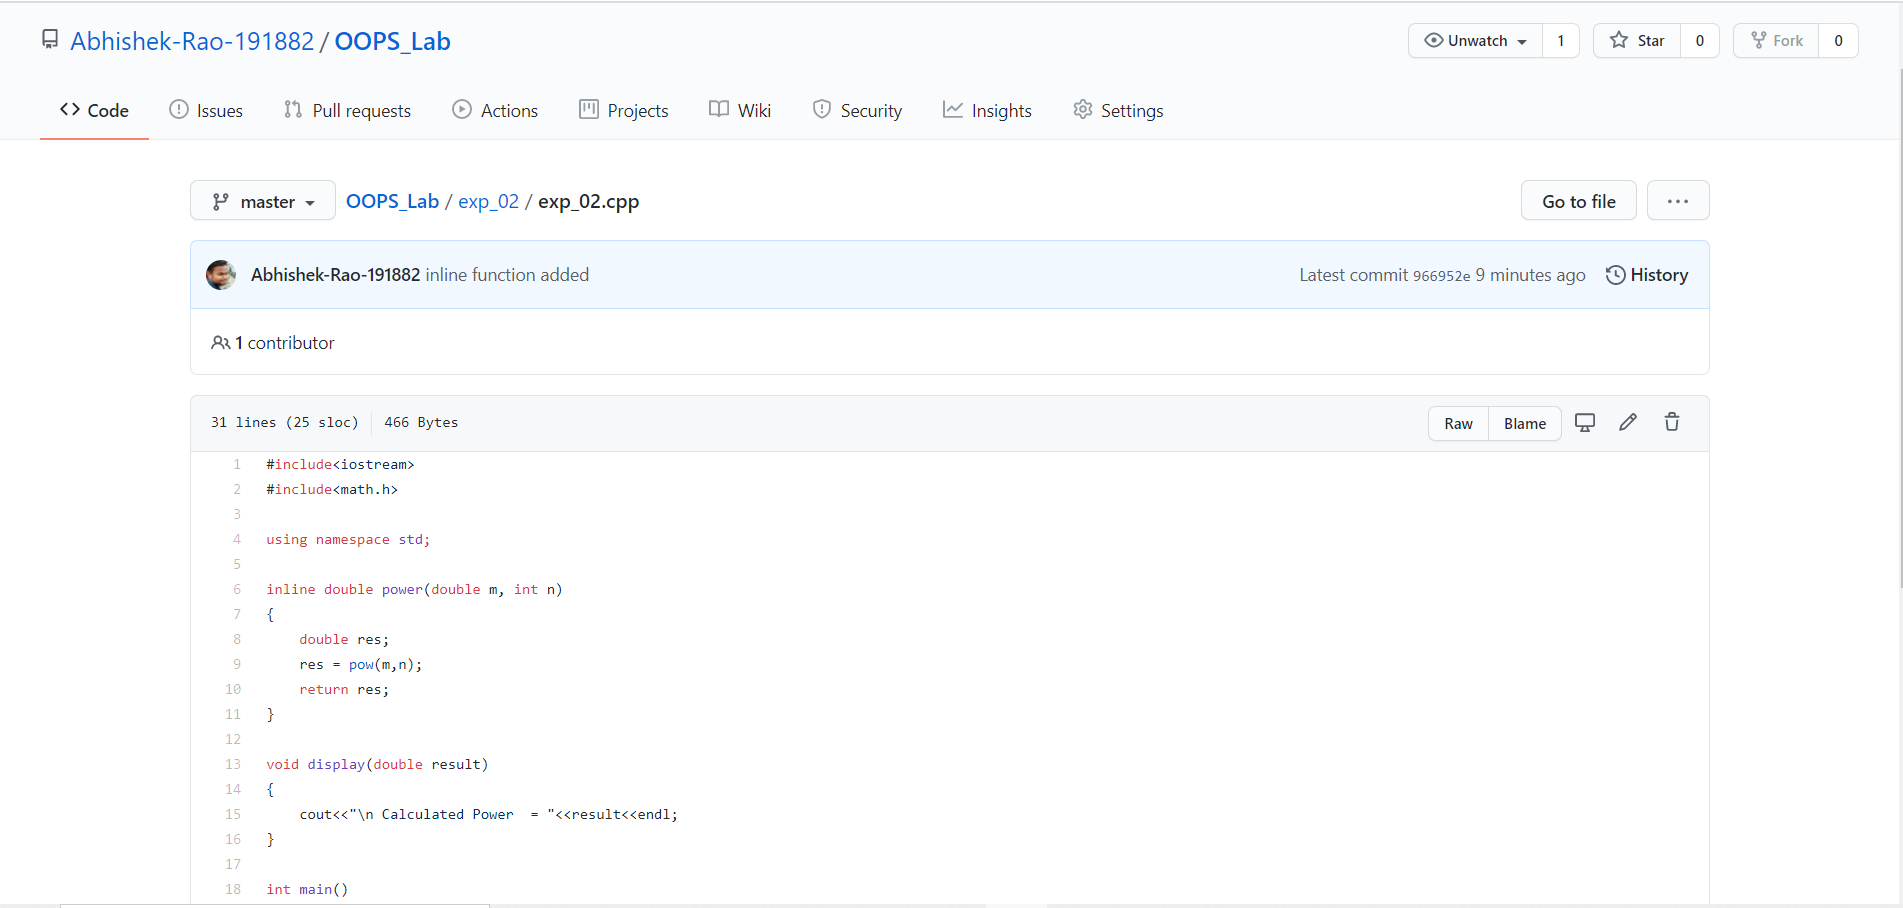 Abhishek-Rao-191882 / OOPS_Lab
Unwatch 1 Star 0 Fork 0
Code Issues Pull requests Actions Projects Wiki Security Insights Settings
master OOPS_Lab / exp_02 / exp_02.cpp Go to file ...
Abhishek-Rao-191882 inline function added Latest commit 966952e 9 minutes ago History
1 contributor
31 lines (25 sloc) 466 Bytes Raw Blame
1 #include<iostream>
2 #include<math.h>
3
4 using namespace std;
5
6 inline double power(double m, int n)
7 {
8     double res;
9     res = pow(m,n);
10     return res;
11 }
12
13 void display(double result)
14 {
15     cout<<"\n Calculated Power  = "<<result<<endl;
16 }
17
18 int main()